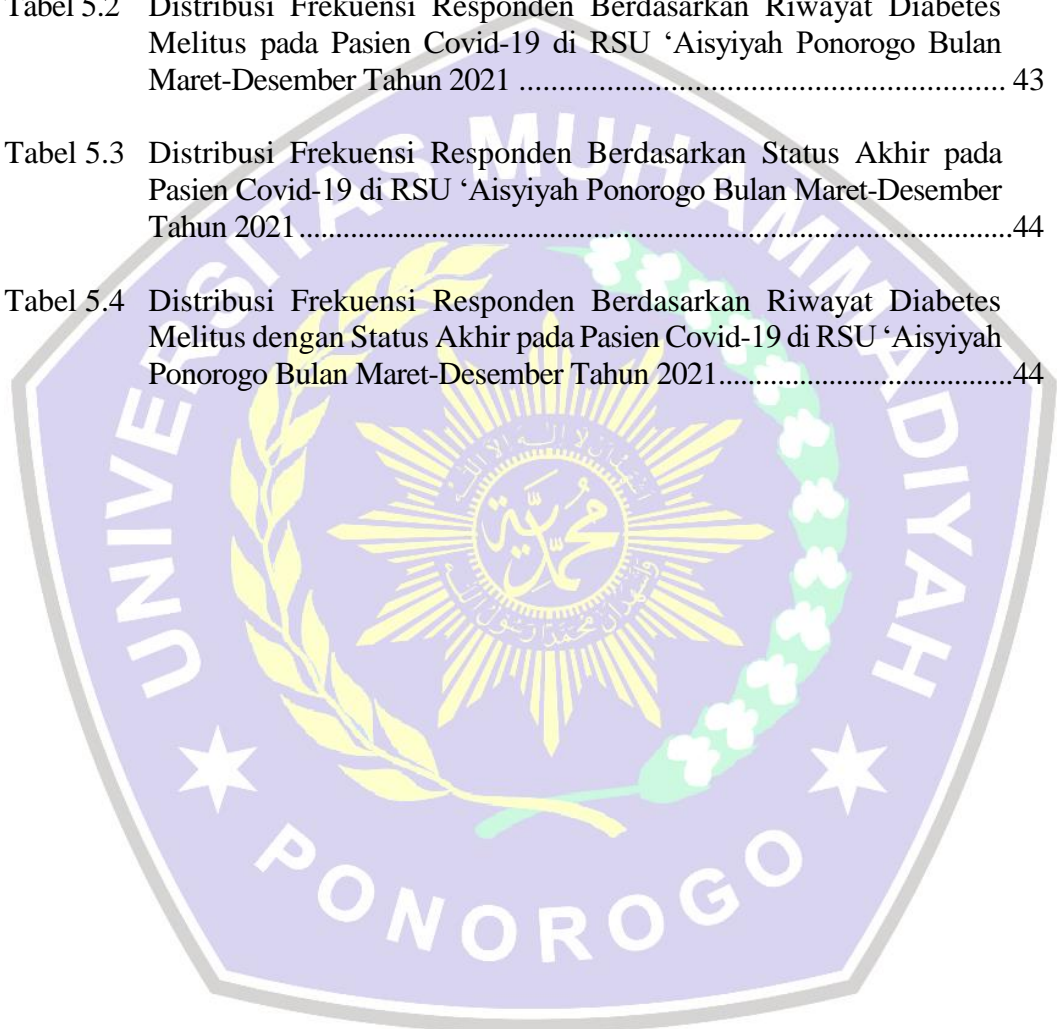 Tabel 5.2 Distribusi Frekuensi Responden Berdasarkan Riwayat Diabetes
Melitus pada Pasien Covid-19 di RSU ‘Aisyiyah Ponorogo Bulan
Maret-Desember Tahun 2021 ................................................................ 43
Tabel 5.3 Distribusi Frekuensi Responden Berdasarkan Status Akhir pada
Pasien Covid-19 di RSU ‘Aisyiyah Ponorogo Bulan Maret-Desember
Tahun 2021................................................................................................44
Tabel 5.4 Distribusi Frekuensi Responden Berdasarkan Riwayat Diabetes
Melitus dengan Status Akhir pada Pasien Covid-19 di RSU ‘Aisyiyah
Ponorogo Bulan Maret-Desember Tahun 2021.......................................44
UNIVERSITAS MUHAMMADIYAH
PONOROGO
محمدية